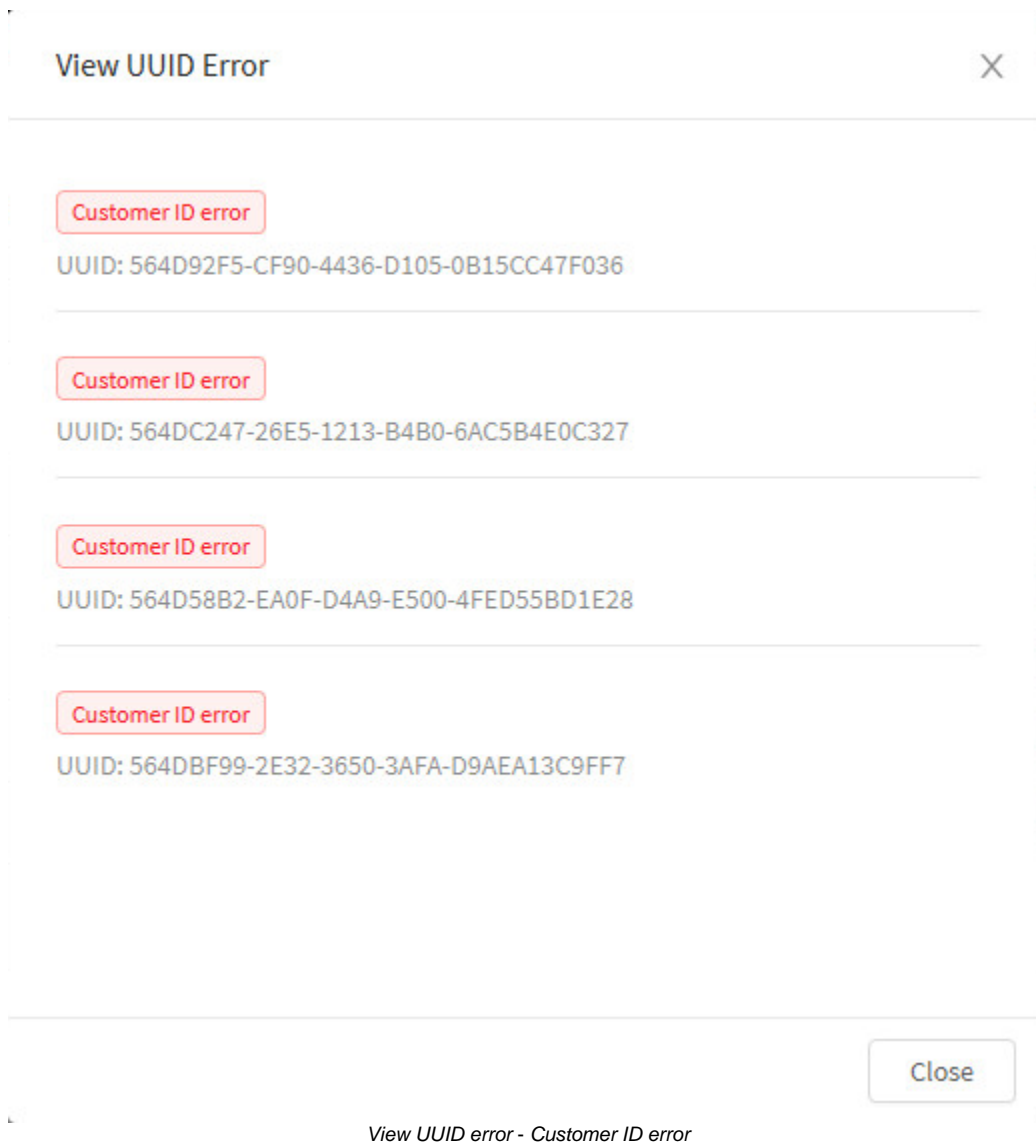 View UUID Error
Customer ID error
UUID: 564D92F5-CF90-4436-D105-0B15CC47F036
Customer ID error
UUID: 564DC247-26E5-1213-B4B0-6AC5B4E0C327
Customer ID error
UUID: 564D58B2-EA0F-D4A9-E500-4FED55BD1E28
Customer ID error
UUID: 564DBF99-2E32-3650-3AFA-D9AEA13C9FF7
Close
View UUID error - Customer ID error